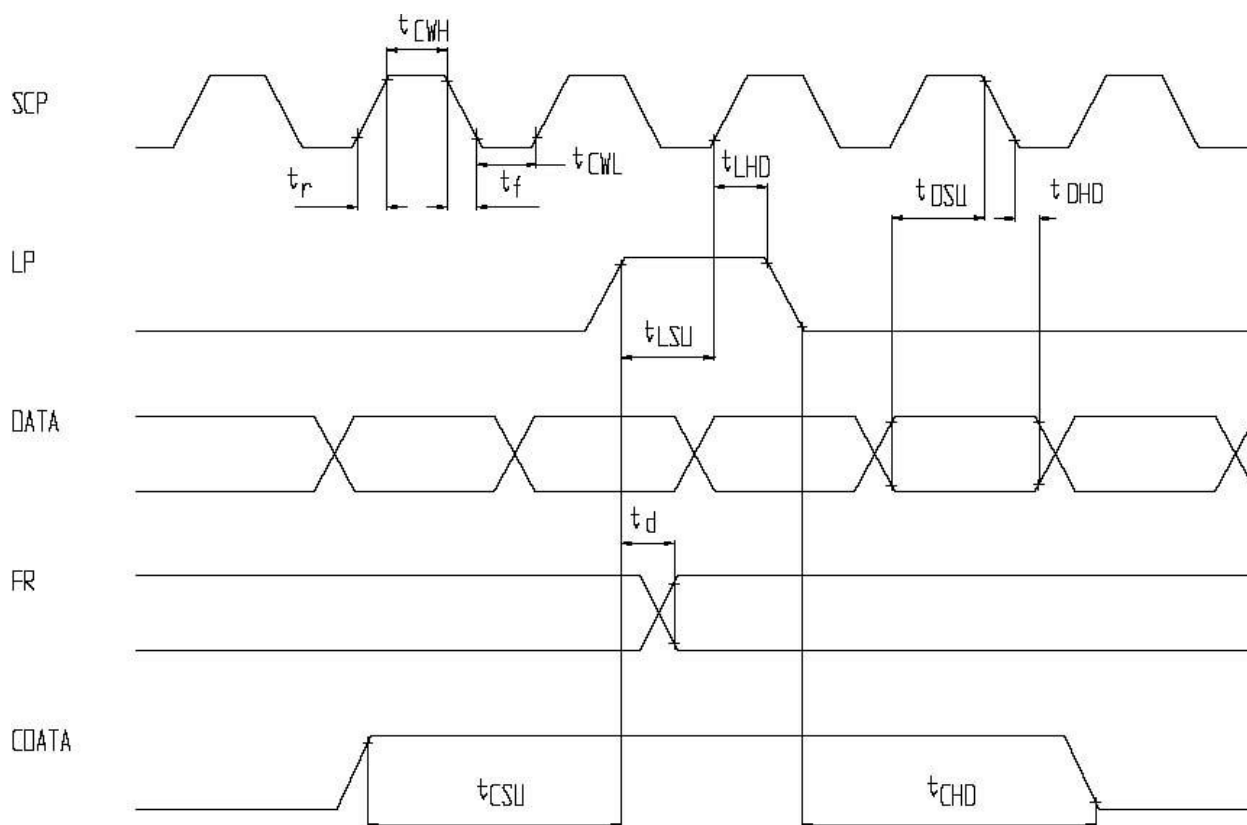 tCWH
SCP
tr
tf
tCWL
tLHD
tDSU
tDHD
LP
tLSU
DATA
td
FR
CDATA
tCSU
tCHD